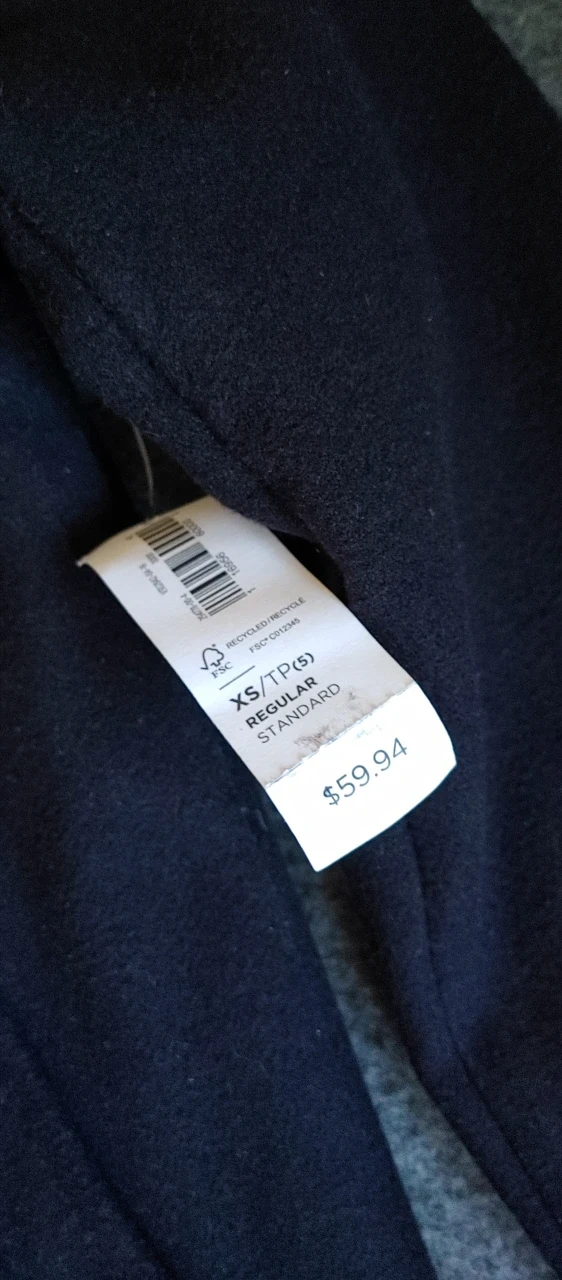 RECYCLED/RECYCLÉ
FSC® C012345
FSC
XS/TP(5)
REGULAR
STANDARD
$59.94